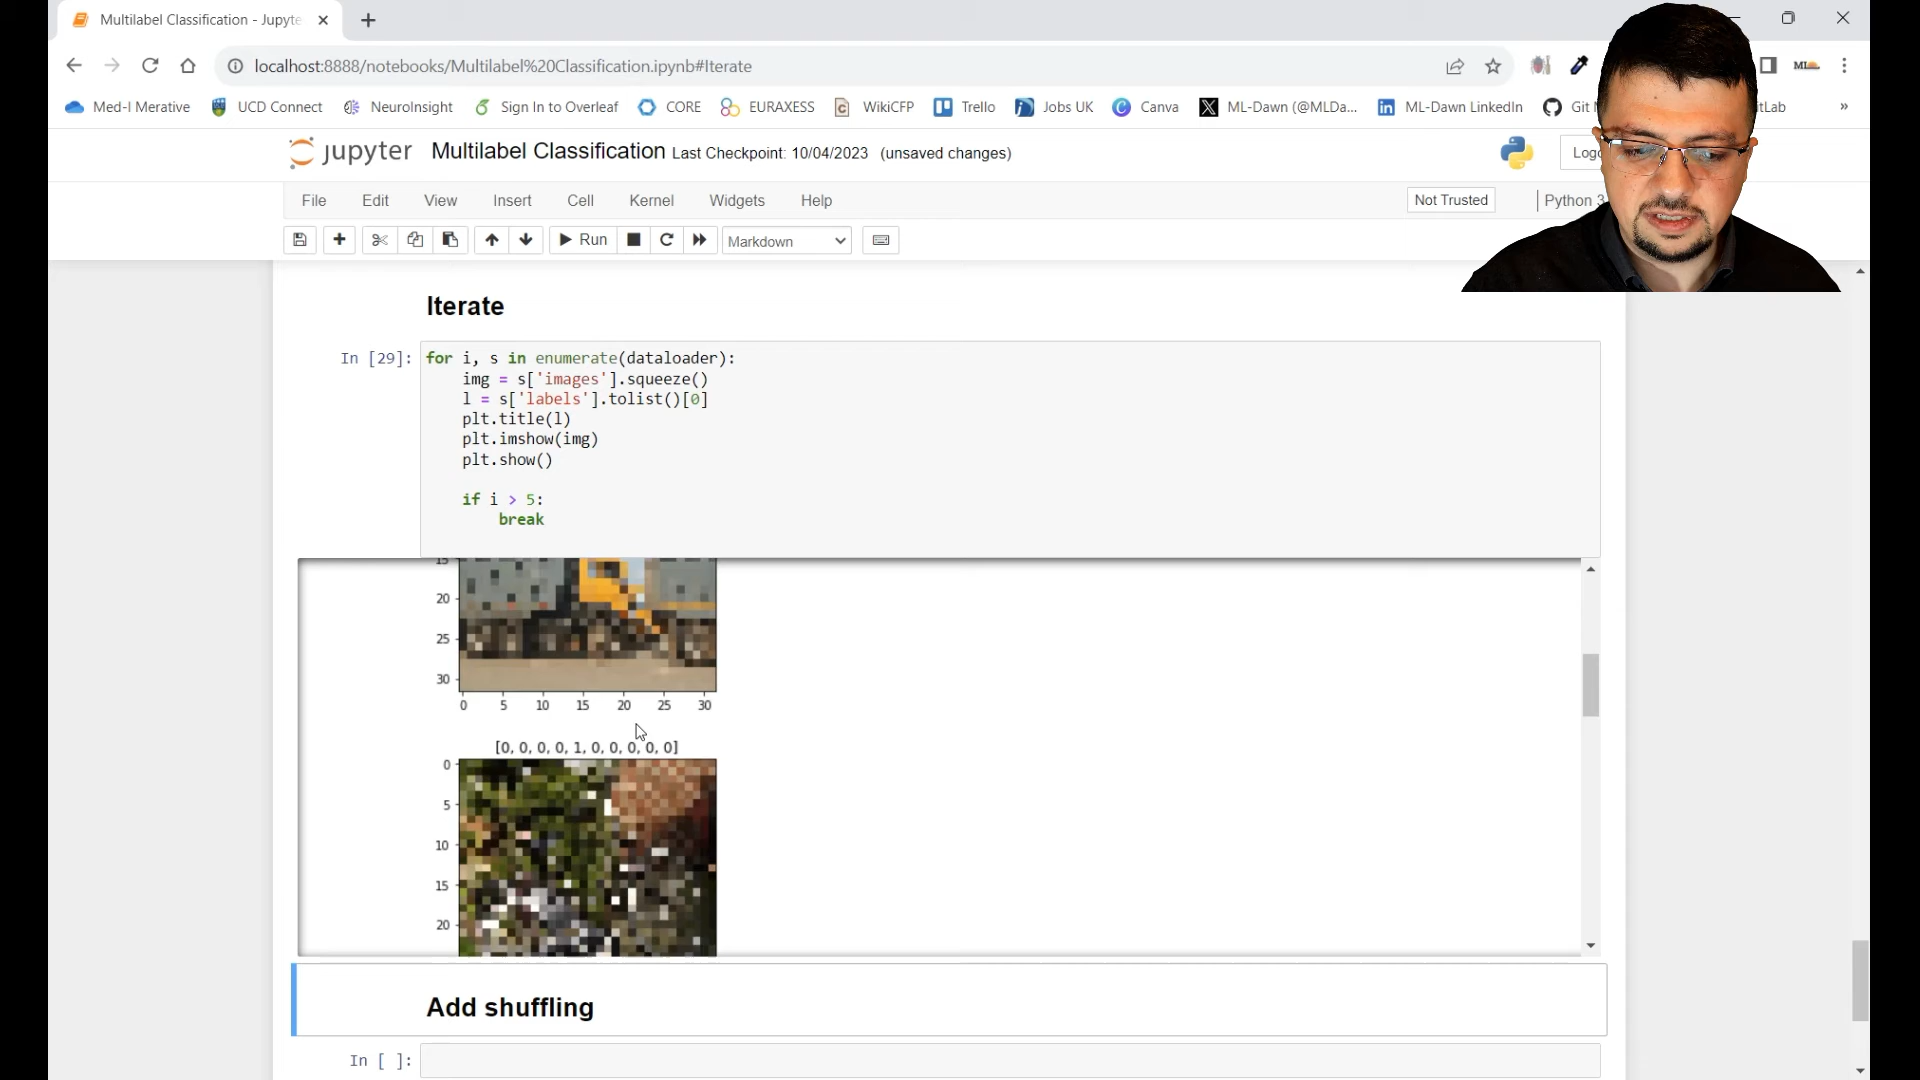 Multilabel Classification - Jupyte
localhost:8888/notebooks/Multilabel%20Classification.ipynb#Iterate
Med-I Merative UCD Connect NeuroInsight Sign In to Overleaf CORE EURAXESS WikiCFP Trello Jobs UK Canva ML-Dawn (@MLDa... ML-Dawn LinkedIn Git
jupyter Multilabel Classification Last Checkpoint: 10/04/2023 (unsaved changes)
File Edit View Insert Cell Kernel Widgets Help Not Trusted Python 3
Run Markdown
Iterate
In [29]: for i, s in enumerate(dataloader):
img = s['images'].squeeze()
l = s['labels'].tolist()[0]
plt.title(l)
plt.imshow(img)
plt.show()
if i > 5:
break
15
20
25
30
0 5 10 15 20 25 30
[0, 0, 0, 0, 1, 0, 0, 0, 0, 0]
0
5
10
15
20
Add shuffling
In [ ]: